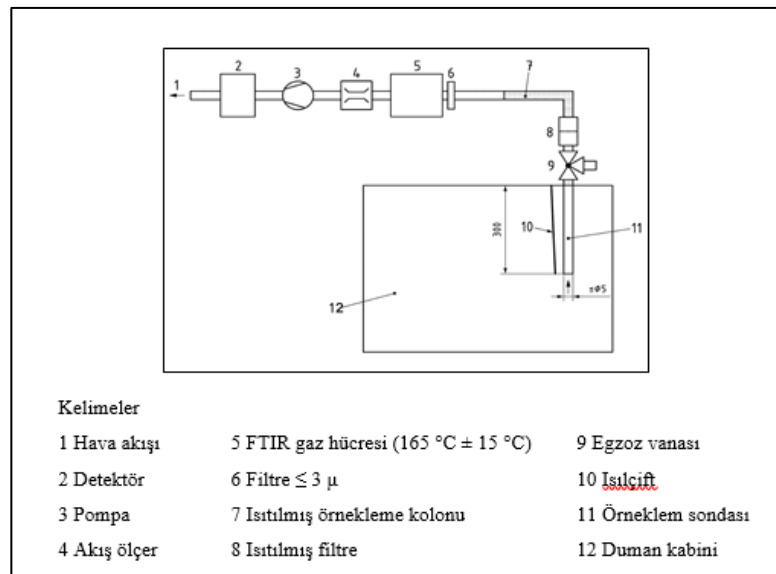 1
2
3
4
5
6
7
8
9
300
10
11
≥Φ5
12
Kelimeler
1 Hava akışı 5 FTIR gaz hücresi (165 °C ± 15 °C) 9 Egzoz vanası
2 Detektör 6 Filtre ≤ 3 µ 10 Isılçift
3 Pompa 7 Isıtılmış örnekleme kolonu 11 Örneklem sondası
4 Akış ölçer 8 Isıtılmış filtre 12 Duman kabini